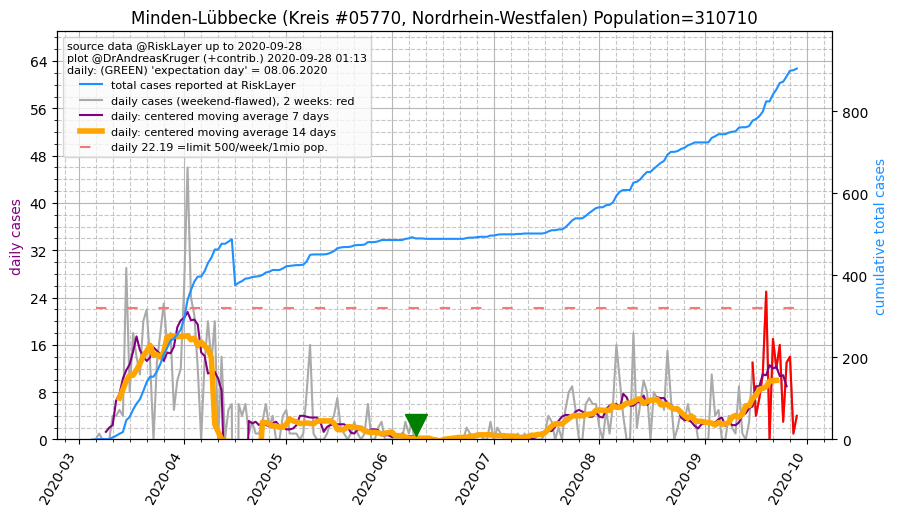 Minden-Lübbecke (Kreis #05770, Nordrhein-Westfalen) Population=310710
source data @RiskLayer up to 2020-09-28
plot @DrAndreasKruger (+contrib.) 2020-09-28 01:13
daily: (GREEN) 'expectation day' = 08.06.2020
total cases reported at RiskLayer
daily cases (weekend-flawed), 2 weeks: red
daily: centered moving average 7 days
daily: centered moving average 14 days
daily 22.19 =limit 500/week/1mio pop.
daily cases
64
56
48
40
32
24
16
8
0
cumulative total cases
800
600
400
200
0
2020-03
2020-04
2020-05
2020-06
2020-07
2020-08
2020-09
2020-10